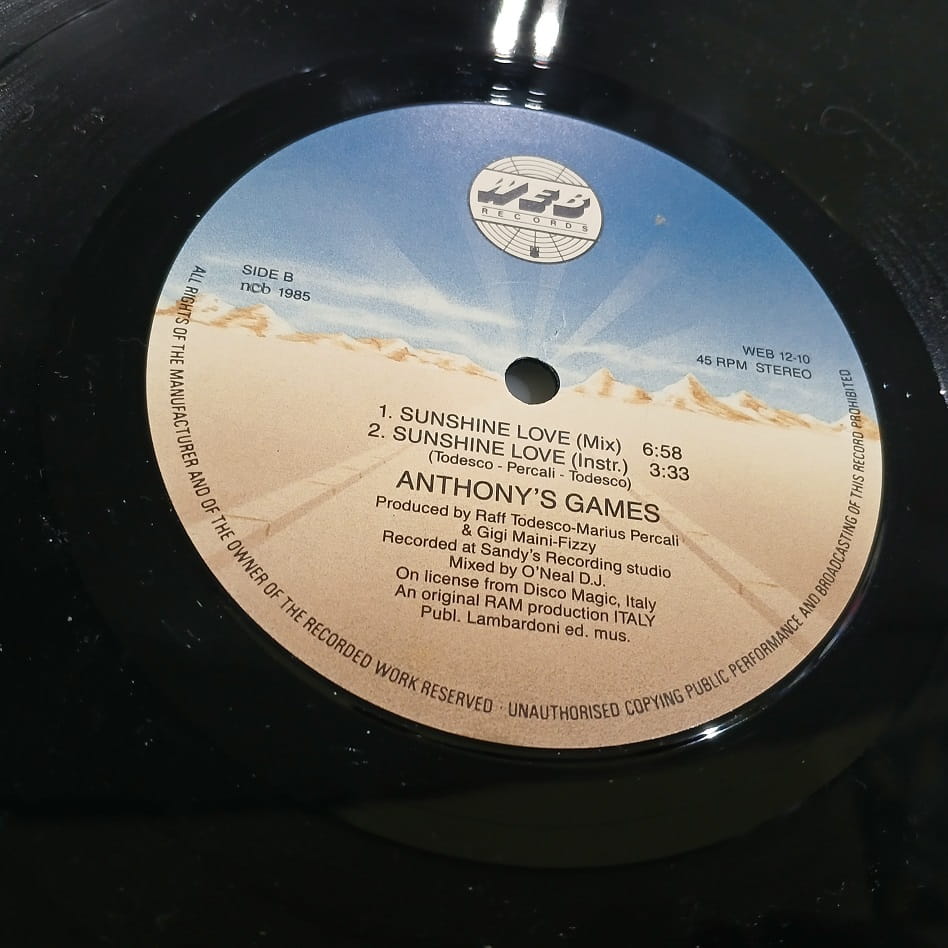 WEB
RECORDS
SIDE B
ncb 1985
WEB 12-10
45 RPM STEREO
1. SUNSHINE LOVE (Mix) 6:58
2. SUNSHINE LOVE (Instr.) 3:33
(Todesco - Percali - Todesco)
ANTHONY'S GAMES
Produced by Raff Todesco-Marius Percali
& Gigi Maini-Fizzy
Recorded at Sandy's Recording studio
Mixed by O'Neal D.J.
On license from Disco Magic, Italy
An original RAM production ITALY
Publ. Lambardoni ed. mus.
ALL RIGHTS OF THE MANUFACTURER AND OF THE OWNER OF THE RECORDED WORK RESERVED · UNAUTHORISED COPYING PUBLIC PERFORMANCE AND BROADCASTING OF THIS RECORD PROHIBITED